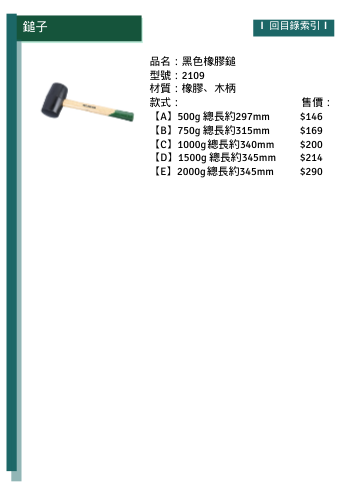 鎚子
I 回目錄索引 I
品名：黑色橡膠鎚
型號：2109
材質：橡膠、木柄
款式： 售價：
【A】500g 總長約297mm $146
【B】750g 總長約315mm $169
【C】1000g 總長約340mm $200
【D】1500g 總長約345mm $214
【E】2000g 總長約345mm $290